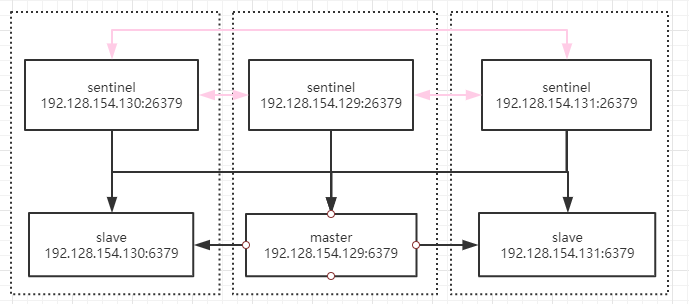 sentinel
192.128.154.130:26379
sentinel
192.128.154.129:26379
sentinel
192.128.154.131:26379
slave
192.128.154.130:6379
master
192.128.154.129:6379
slave
192.128.154.131:6379